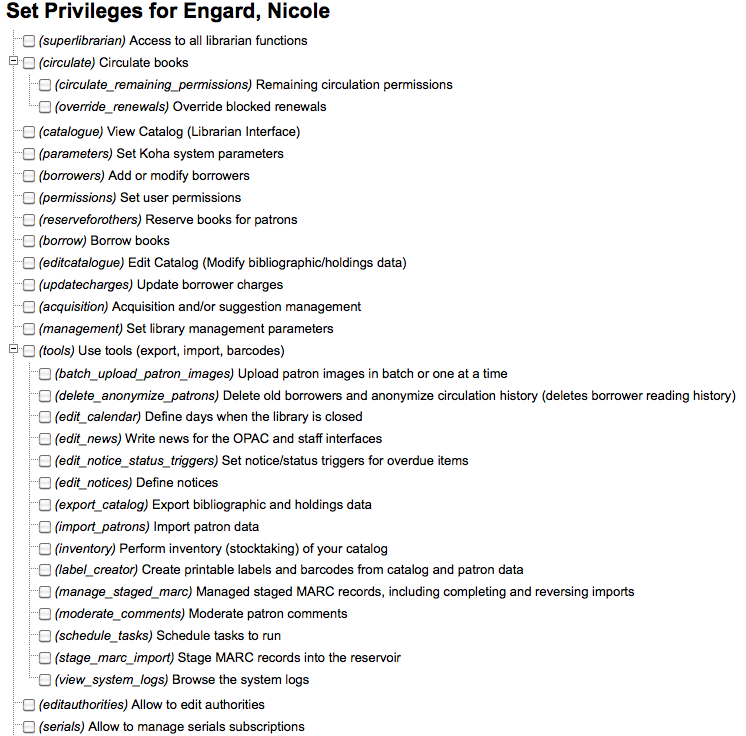 Set Privileges for Engard, Nicole
(superlibrarian) Access to all librarian functions
(circulate) Circulate books
(circulate_remaining_permissions) Remaining circulation permissions
(override_renewals) Override blocked renewals
(catalogue) View Catalog (Librarian Interface)
(parameters) Set Koha system parameters
(borrowers) Add or modify borrowers
(permissions) Set user permissions
(reserveforothers) Reserve books for patrons
(borrow) Borrow books
(editcatalogue) Edit Catalog (Modify bibliographic/holdings data)
(updatecharges) Update borrower charges
(acquisition) Acquisition and/or suggestion management
(management) Set library management parameters
(tools) Use tools (export, import, barcodes)
(batch_upload_patron_images) Upload patron images in batch or one at a time
(delete_anonymize_patrons) Delete old borrowers and anonymize circulation history (deletes borrower reading history)
(edit_calendar) Define days when the library is closed
(edit_news) Write news for the OPAC and staff interfaces
(edit_notice_status_triggers) Set notice/status triggers for overdue items
(edit_notices) Define notices
(export_catalog) Export bibliographic and holdings data
(import_patrons) Import patron data
(inventory) Perform inventory (stocktaking) of your catalog
(label_creator) Create printable labels and barcodes from catalog and patron data
(manage_staged_marc) Managed staged MARC records, including completing and reversing imports
(moderate_comments) Moderate patron comments
(schedule_tasks) Schedule tasks to run
(stage_marc_import) Stage MARC records into the reservoir
(view_system_logs) Browse the system logs
(editauthorities) Allow to edit authorities
(serials) Allow to manage serials subscriptions